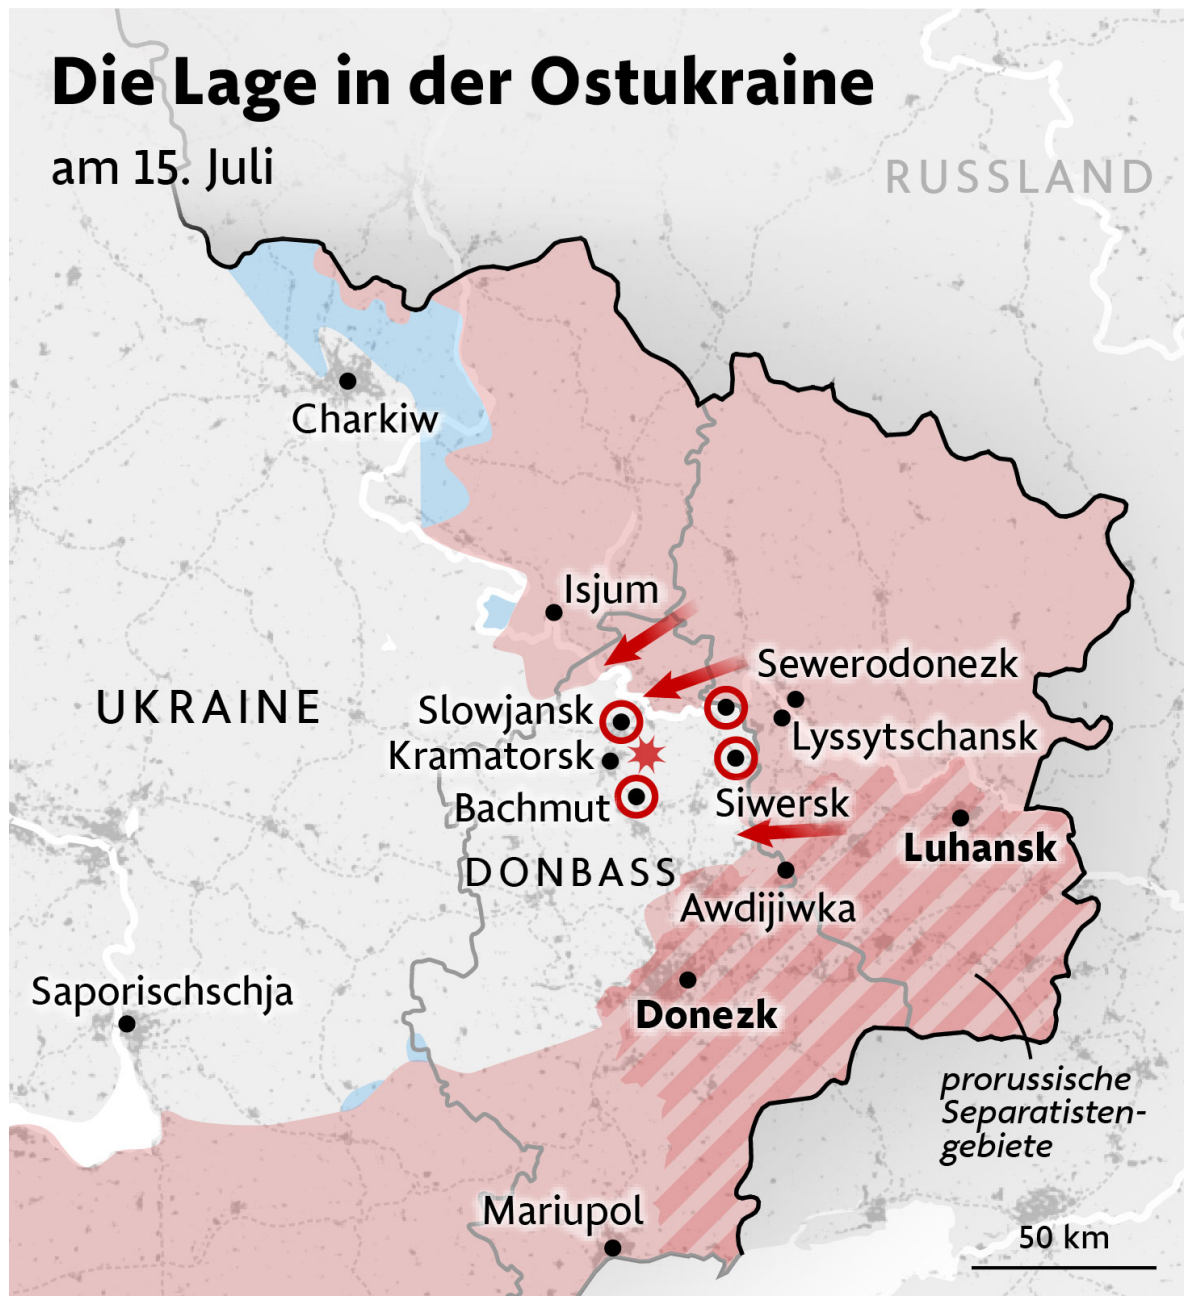 Die Lage in der Ostukraine
am 15. Juli
RUSSLAND
Charkiw
Isjum
Sewerodonezk
UKRAINE
Slowjansk
Lyssytschansk
Kramatorsk
Bachmut
Siwersk
Luhansk
DONBASS
Awdijiwka
Saporischschja
Donezk
prorussische
Separatisten-
gebiete
Mariupol
50 km